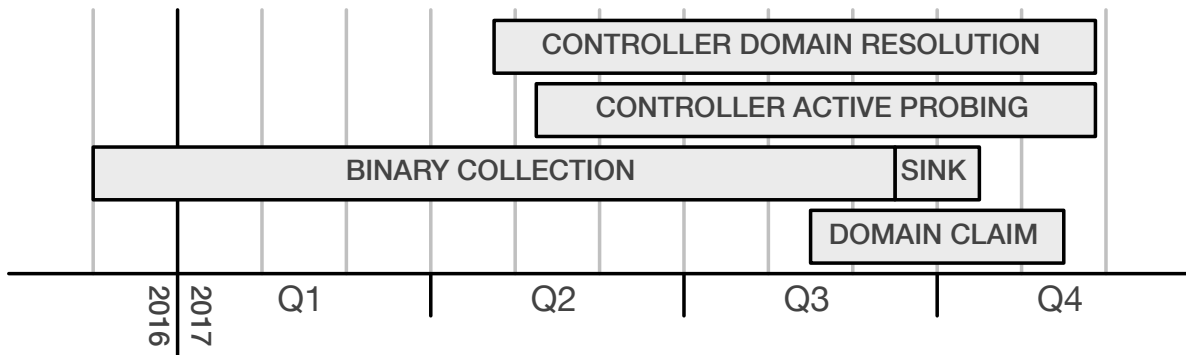 CONTROLLER DOMAIN RESOLUTION
CONTROLLER ACTIVE PROBING
BINARY COLLECTION SINK
DOMAIN CLAIM
2016 2017 Q1 Q2 Q3 Q4